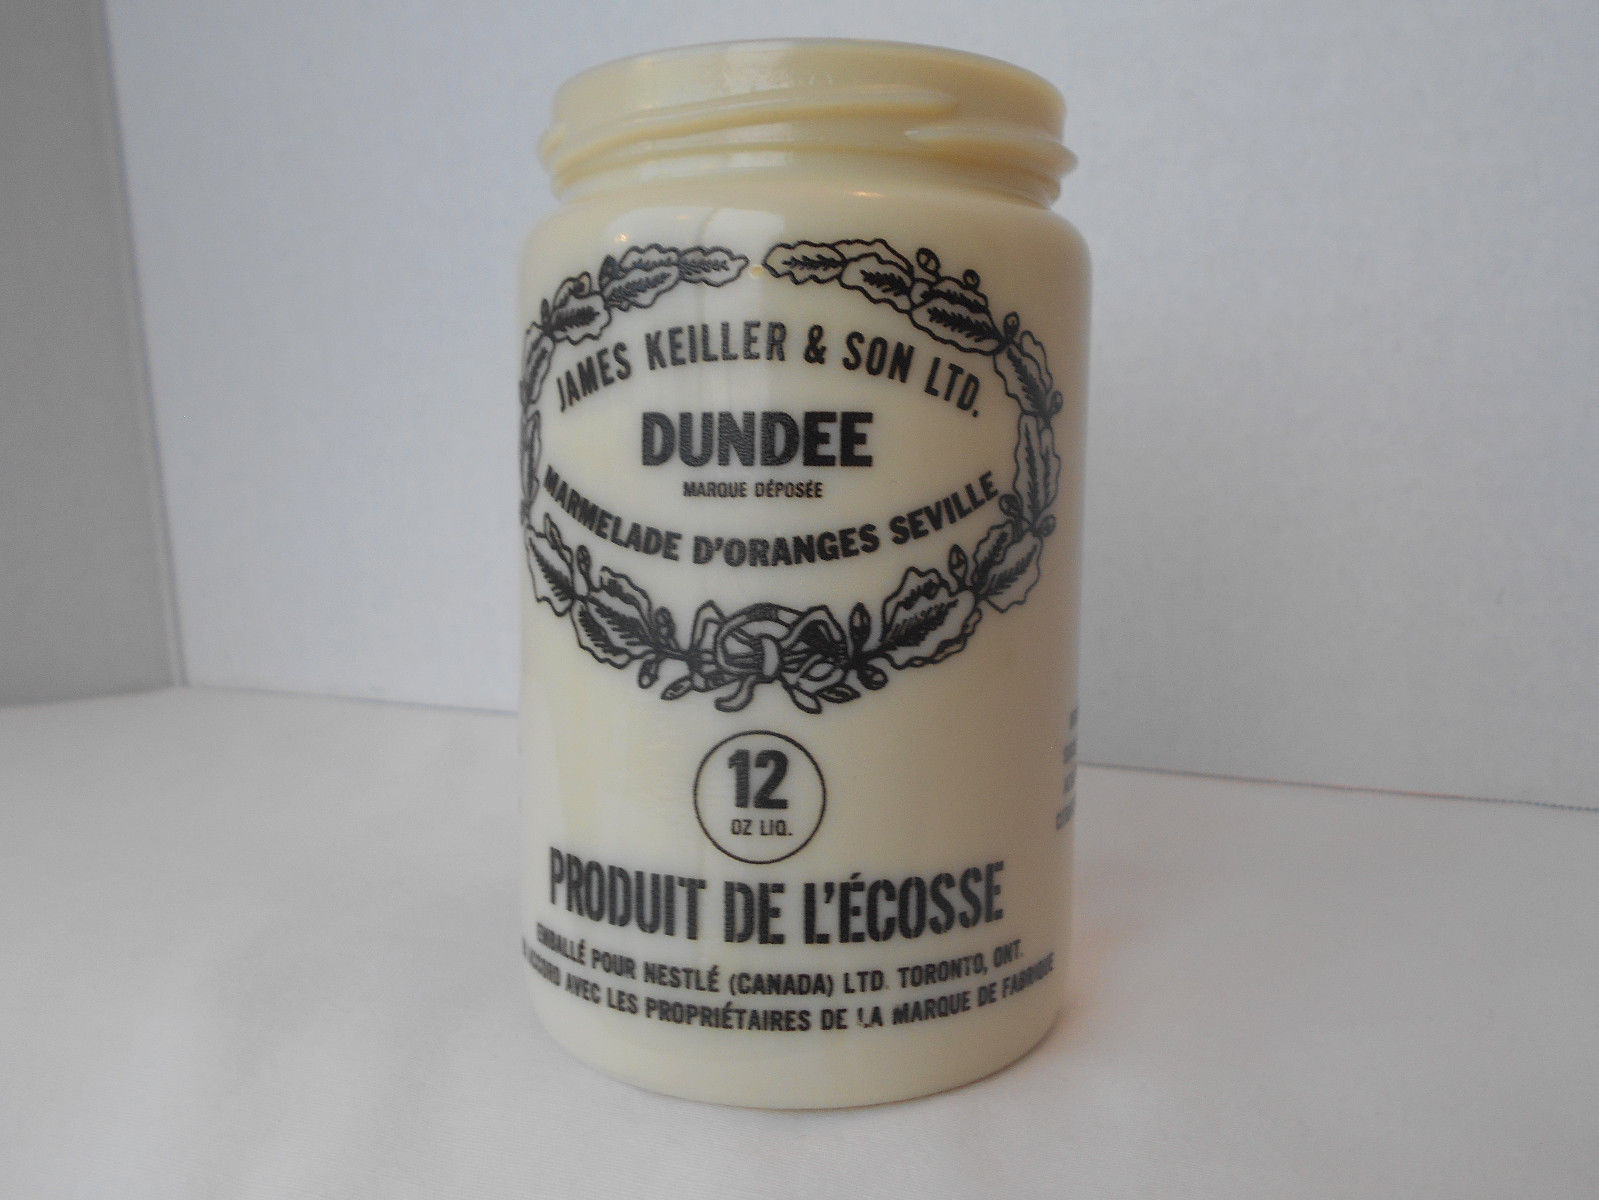 JAMES KEILLER & SON LTD.
DUNDEE
MARQUE DÉPOSÉE
MARMELADE D'ORANGES SEVILLE
12
OZ LIQ.
PRODUIT DE L'ÉCOSSE
EMBALLÉ POUR NESTLÉ (CANADA) LTD. TORONTO, ONT.
ACCORD AVEC LES PROPRIÉTAIRES DE LA MARQUE DE FABRIQUE